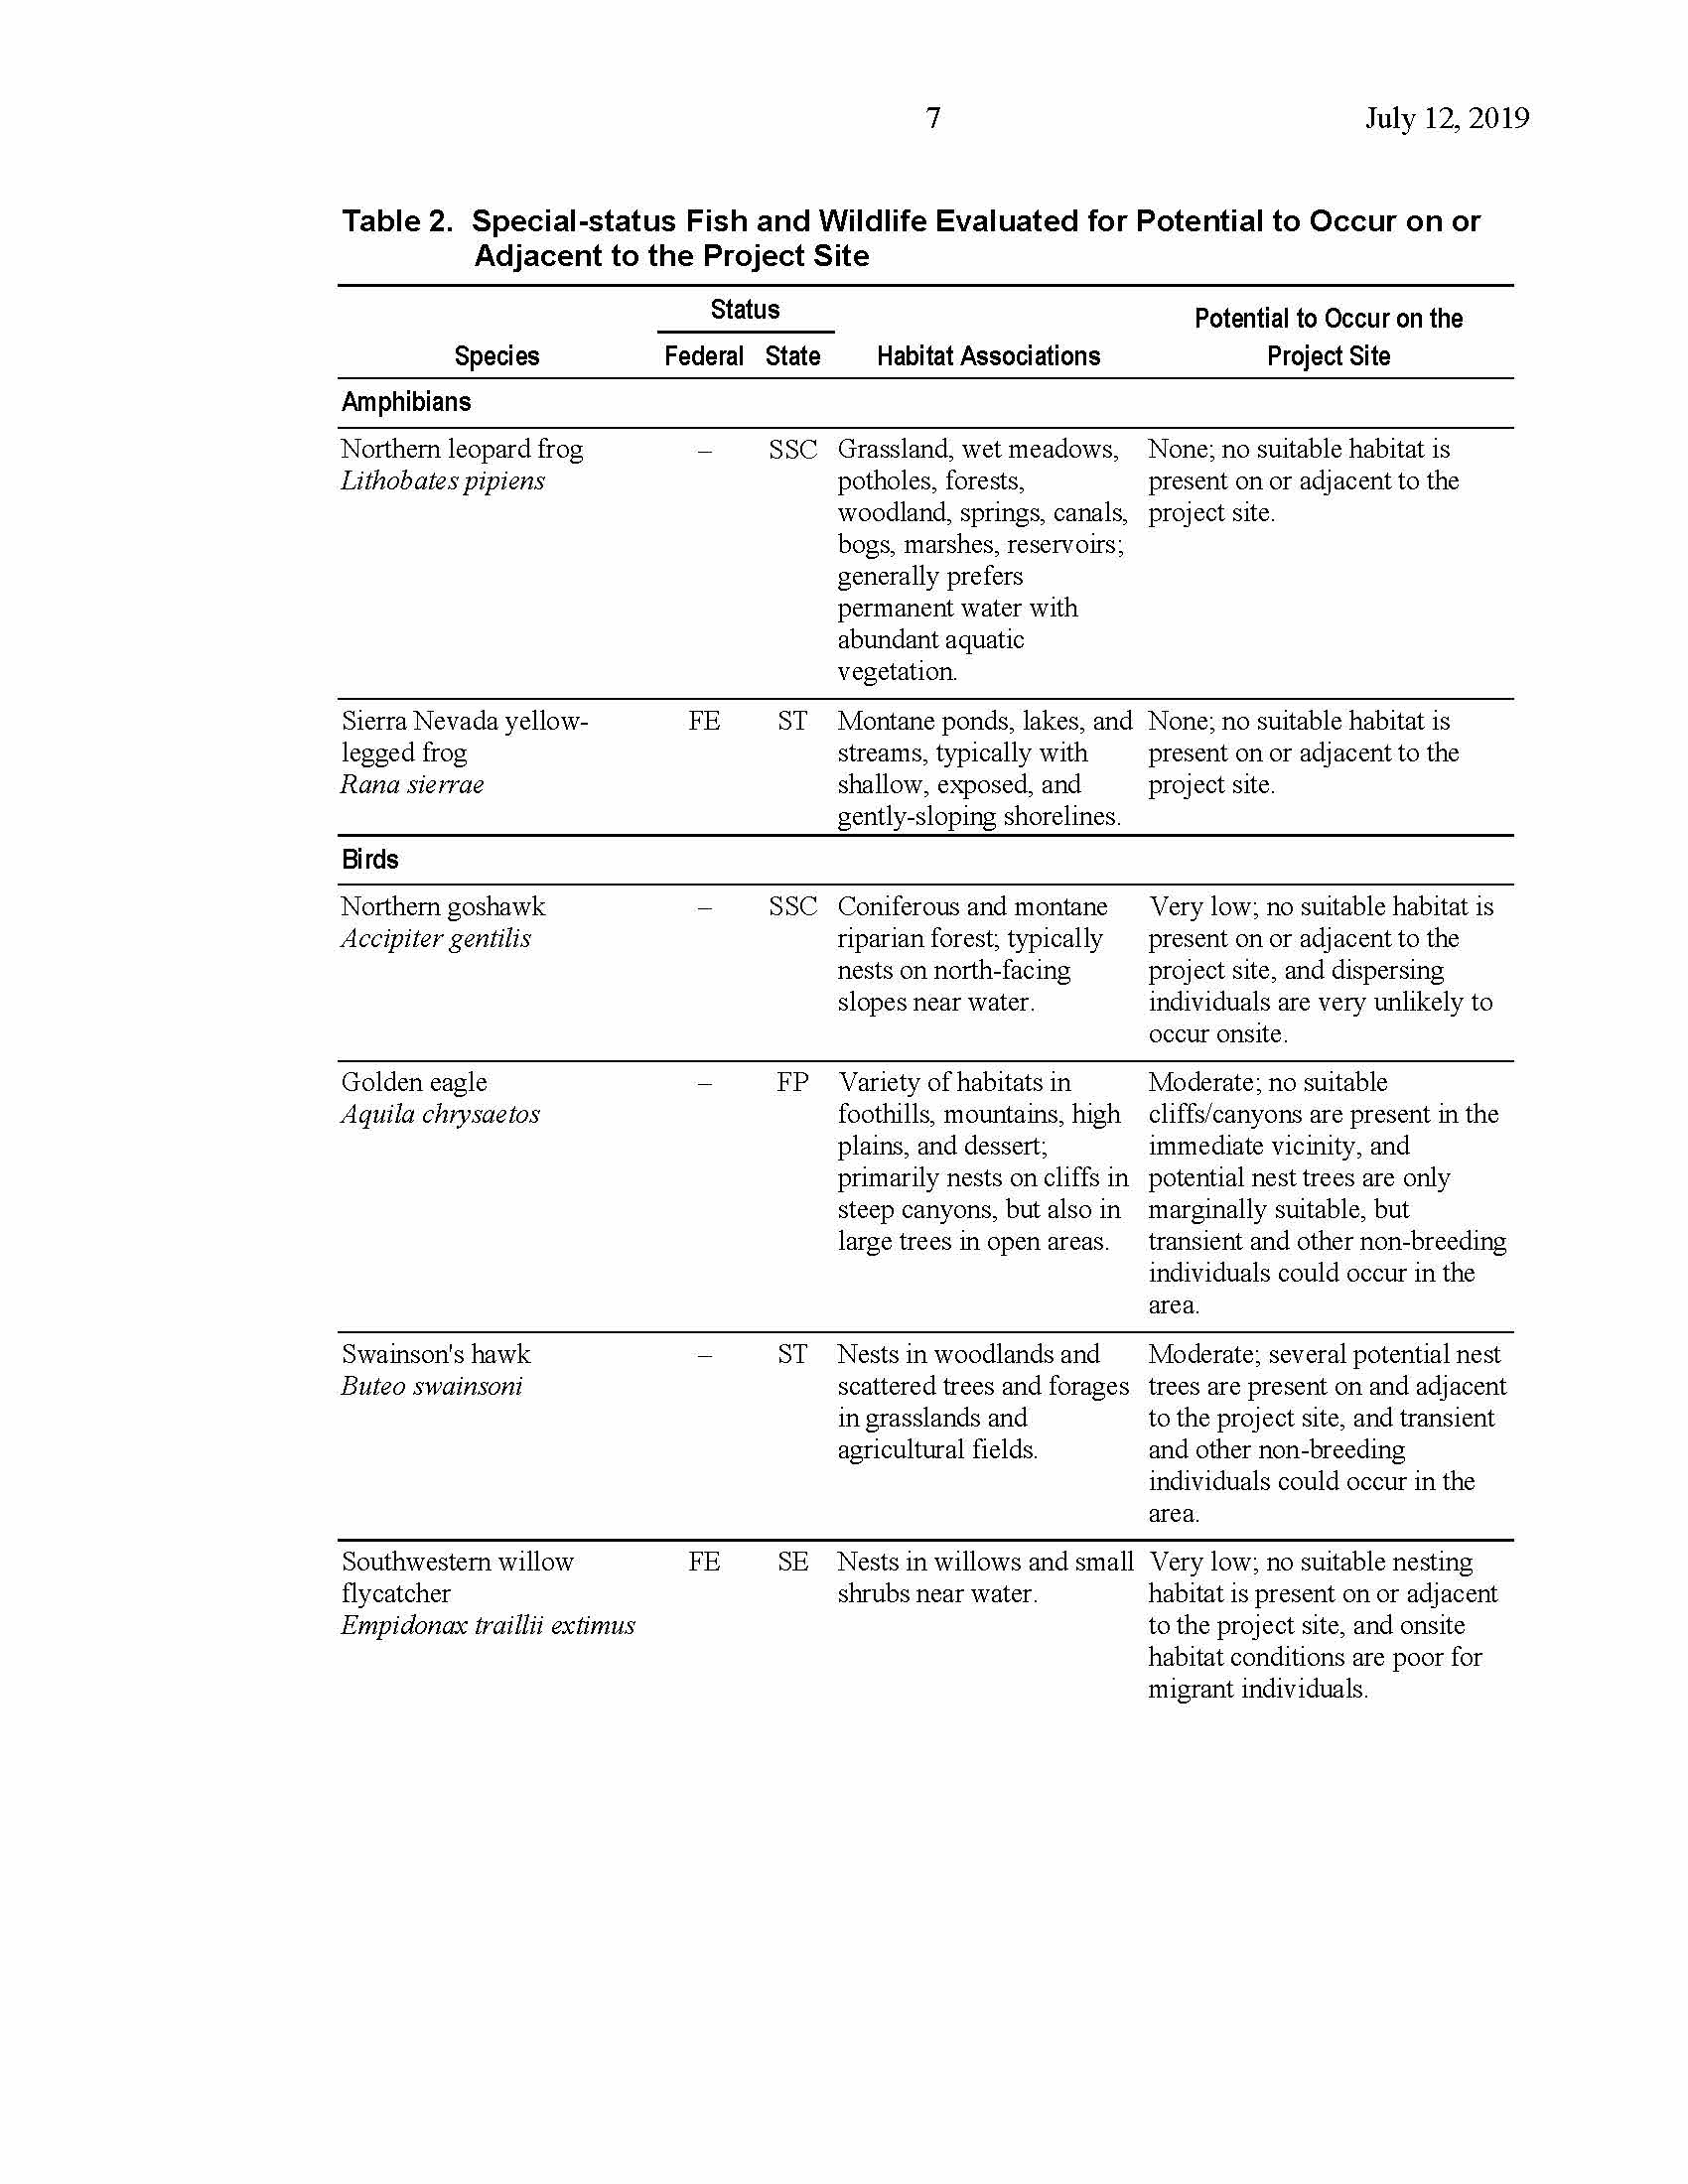 7 July 12, 2019
Table 2. Special-status Fish and Wildlife Evaluated for Potential to Occur on or
Adjacent to the Project Site
Status
Potential to Occur on the
Species Federal State Habitat Associations Project Site
Amphibians
Northern leopard frog – SSC Grassland, wet meadows, None; no suitable habitat is
Lithobates pipiens potholes, forests, present on or adjacent to the
woodland, springs, canals, project site.
bogs, marshes, reservoirs;
generally prefers
permanent water with
abundant aquatic
vegetation.
Sierra Nevada yellow- FE ST Montane ponds, lakes, and None; no suitable habitat is
legged frog streams, typically with present on or adjacent to the
Rana sierrae shallow, exposed, and project site.
gently-sloping shorelines.
Birds
Northern goshawk – SSC Coniferous and montane Very low; no suitable habitat is
Accipiter gentilis riparian forest; typically present on or adjacent to the
nests on north-facing project site, and dispersing
slopes near water. individuals are very unlikely to
occur onsite.
Golden eagle – FP Variety of habitats in Moderate; no suitable
Aquila chrysaetos foothills, mountains, high cliffs/canyons are present in the
plains, and dessert; immediate vicinity, and
primarily nests on cliffs in potential nest trees are only
steep canyons, but also in marginally suitable, but
large trees in open areas. transient and other non-breeding
individuals could occur in the
area.
Swainson's hawk – ST Nests in woodlands and Moderate; several potential nest
Buteo swainsoni scattered trees and forages trees are present on and adjacent
in grasslands and to the project site, and transient
agricultural fields. and other non-breeding
individuals could occur in the
area.
Southwestern willow FE SE Nests in willows and small Very low; no suitable nesting
flycatcher shrubs near water. habitat is present on or adjacent
Empidonax traillii extimus to the project site, and onsite
habitat conditions are poor for
migrant individuals.